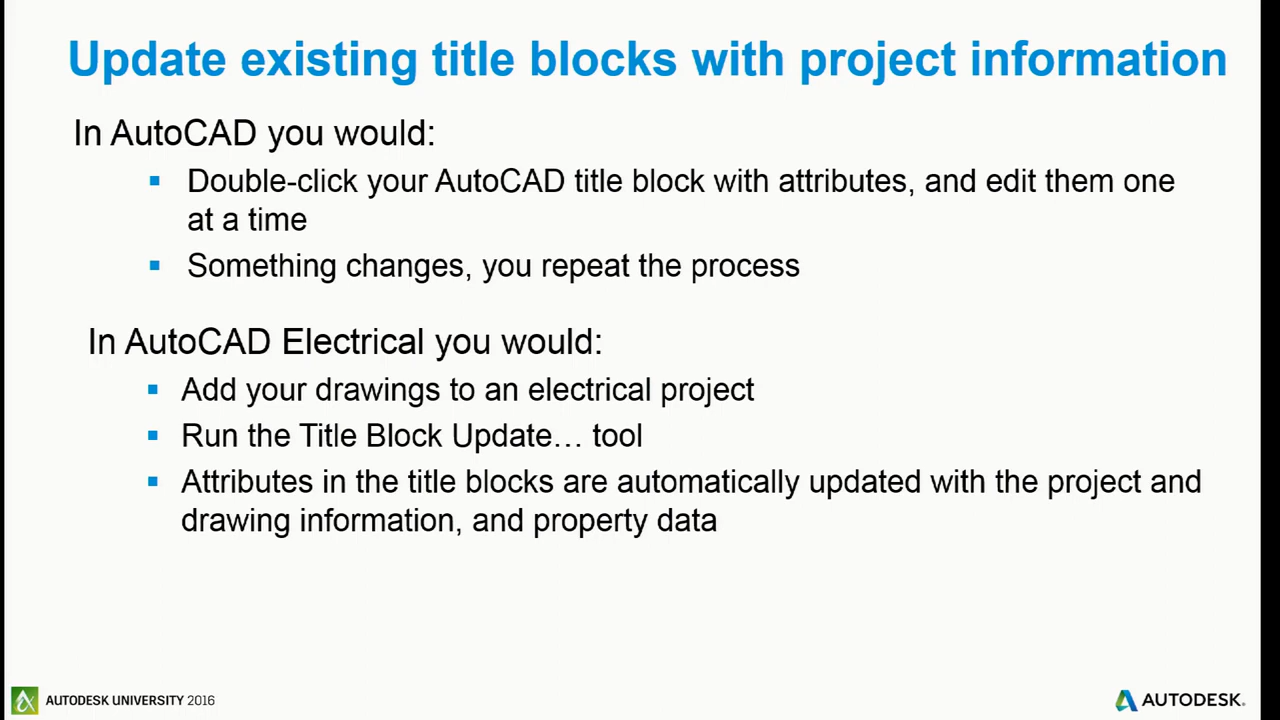 Update existing title blocks with project information
In AutoCAD you would:
Double-click your AutoCAD title block with attributes, and edit them one
at a time
Something changes, you repeat the process
In AutoCAD Electrical you would:
Add your drawings to an electrical project
Run the Title Block Update… tool
Attributes in the title blocks are automatically updated with the project and
drawing information, and property data
AUTODESK UNIVERSITY 2016
AUTODESK.